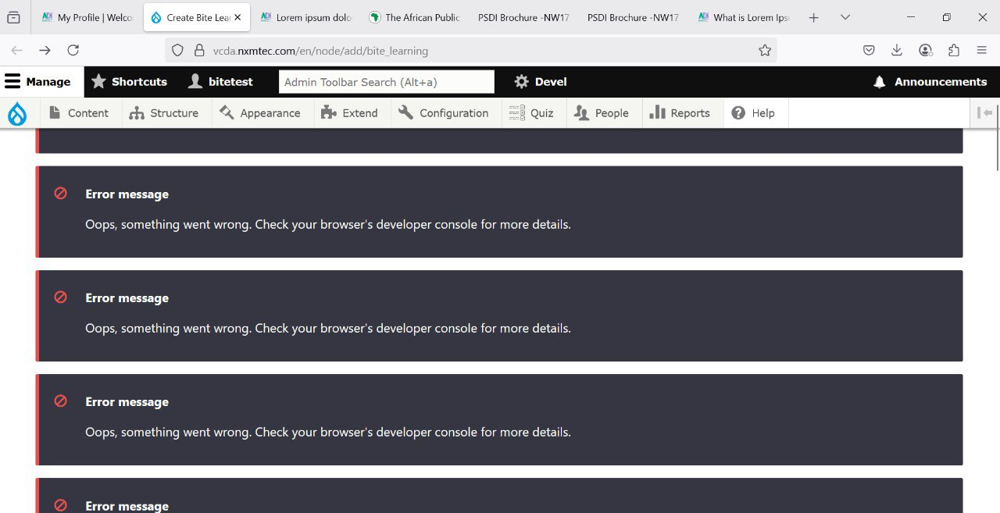 My Profile | Welco
Create Bite Lea
Lorem ipsum dolo
The African Public
PSDI Brochure -NW17
PSDI Brochure -NW17
What is Lorem Ips
vcda.nxmtec.com/en/node/add/bite_learning
Manage
Shortcuts
bitetest
Admin Toolbar Search (Alt+a)
Devel
Announcements
Content
Structure
Appearance
Extend
Configuration
Quiz
People
Reports
Help
Error message
Oops, something went wrong. Check your browser's developer console for more details.
Error message
Oops, something went wrong. Check your browser's developer console for more details.
Error message
Oops, something went wrong. Check your browser's developer console for more details.
Error message